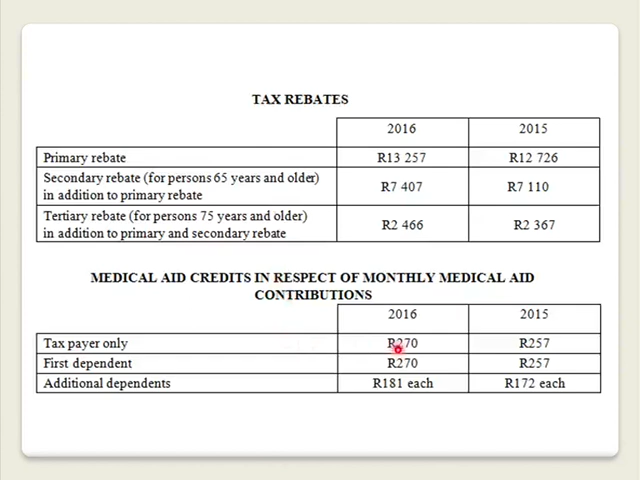 TAX REBATES
2016 2015
Primary rebate R13 257 R12 726
Secondary rebate (for persons 65 years and older)
in addition to primary rebate R7 407 R7 110
Tertiary rebate (for persons 75 years and older)
in addition to primary and secondary rebate R2 466 R2 367
MEDICAL AID CREDITS IN RESPECT OF MONTHLY MEDICAL AID
CONTRIBUTIONS
2016 2015
Tax payer only R270 R257
First dependent R270 R257
Additional dependents R181 each R172 each